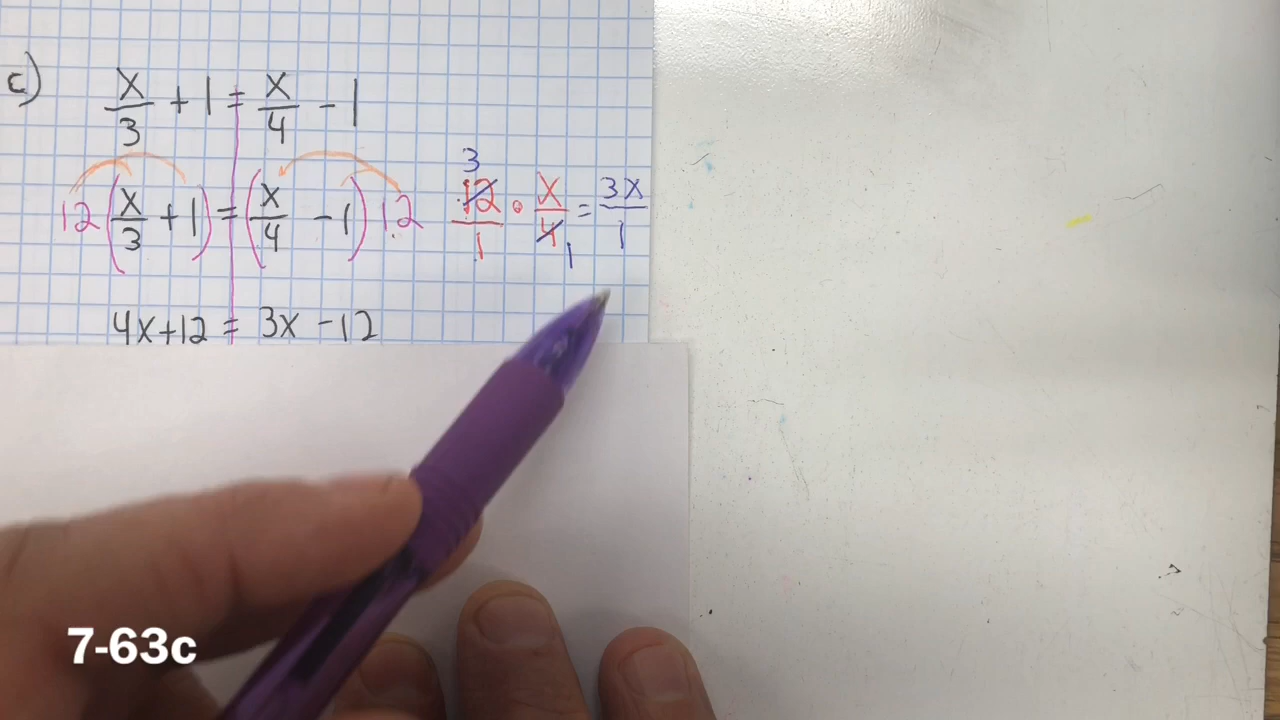 c) x/3 + 1 = x/4 - 1
12(x/3 + 1) = (x/4 - 1)12
3 12/1 • x/4 1 = 3x/1
4x+12 = 3x -12
7-63c